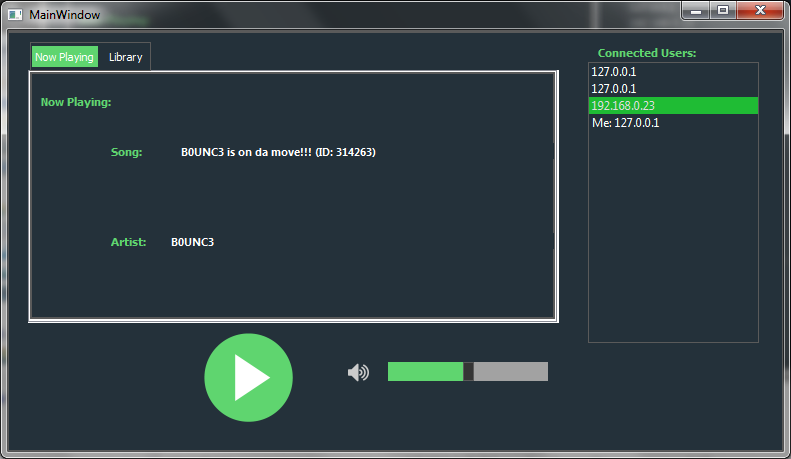 MainWindow
Now Playing
Library
Now Playing:
Song: B0UNC3 is on da move!!! (ID: 314263)
Artist: B0UNC3
Connected Users:
127.0.0.1
127.0.0.1
192.168.0.23
Me: 127.0.0.1